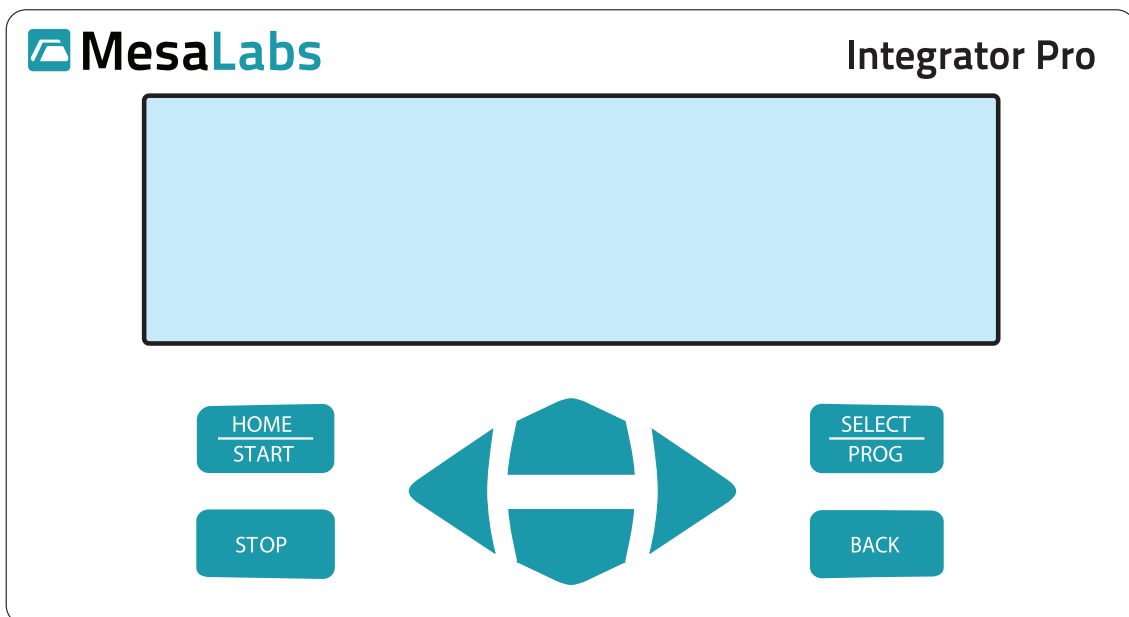 MesaLabs
Integrator Pro
HOME
START
SELECT
PROG
STOP
BACK